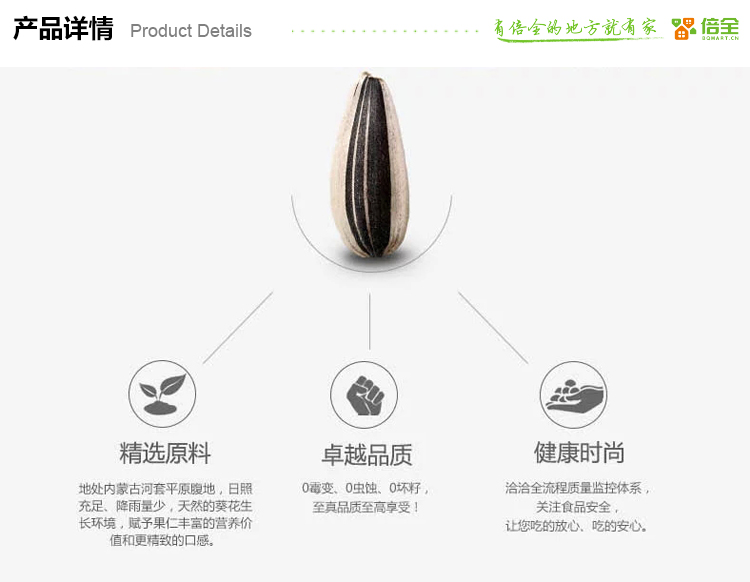 产品详情 Product Details
有倍全的地方就有家
倍全
BGMART.CN
精选原料
地处内蒙古河套平原腹地，日照
充足、降雨量少，天然的葵花生
长环境，赋予果仁丰富的营养价
值和更精致的口感。
卓越品质
0霉变、0虫蚀、0坏籽，
至真品质至高享受！
健康时尚
洽洽全流程质量监控体系，
关注食品安全，
让您吃的放心、吃的安心。